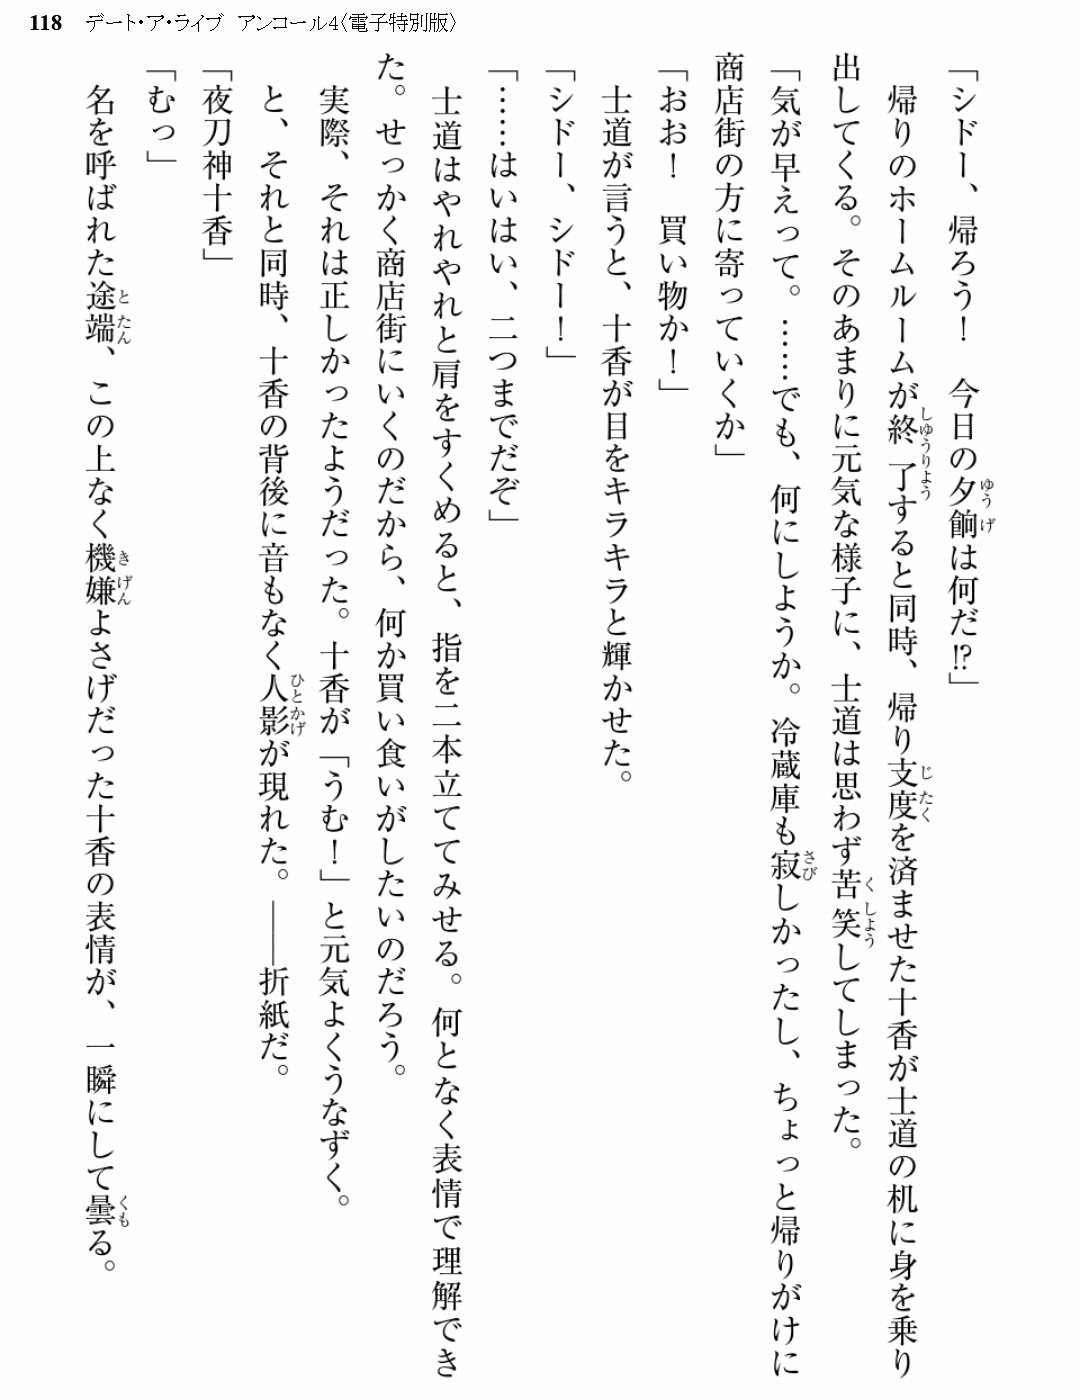 118 デート・ア・ライブ アンコール4〈電子特別版〉
「シドー、帰ろう！　今日の夕餉は何だ!?」
　帰りのホームルームが終了すると同時、帰り支度を済ませた十香が士道の机に身を乗り
出してくる。そのあまりに元気な様子に、士道は思わず苦笑してしまった。
「気が早えって。……でも、何にしようか。冷蔵庫も寂しかったし、ちょっと帰りがけに
商店街の方に寄っていくか」
「おお！　買い物か！」
　士道が言うと、十香が目をキラキラと輝かせた。
「シドー、シドー！」
「……はいはい、二つまでだぞ」
　士道はやれやれと肩をすくめると、指を二本立ててみせる。何となく表情で理解でき
た。せっかく商店街にいくのだから、何か買い食いがしたいのだろう。
　実際、それは正しかったようだった。十香が「うむ！」と元気よくうなずく。
　と、それと同時、十香の背後に音もなく人影が現れた。――折紙だ。
「夜刀神十香」
「むっ」
　名を呼ばれた途端、この上なく機嫌よさげだった十香の表情が、一瞬にして曇る。